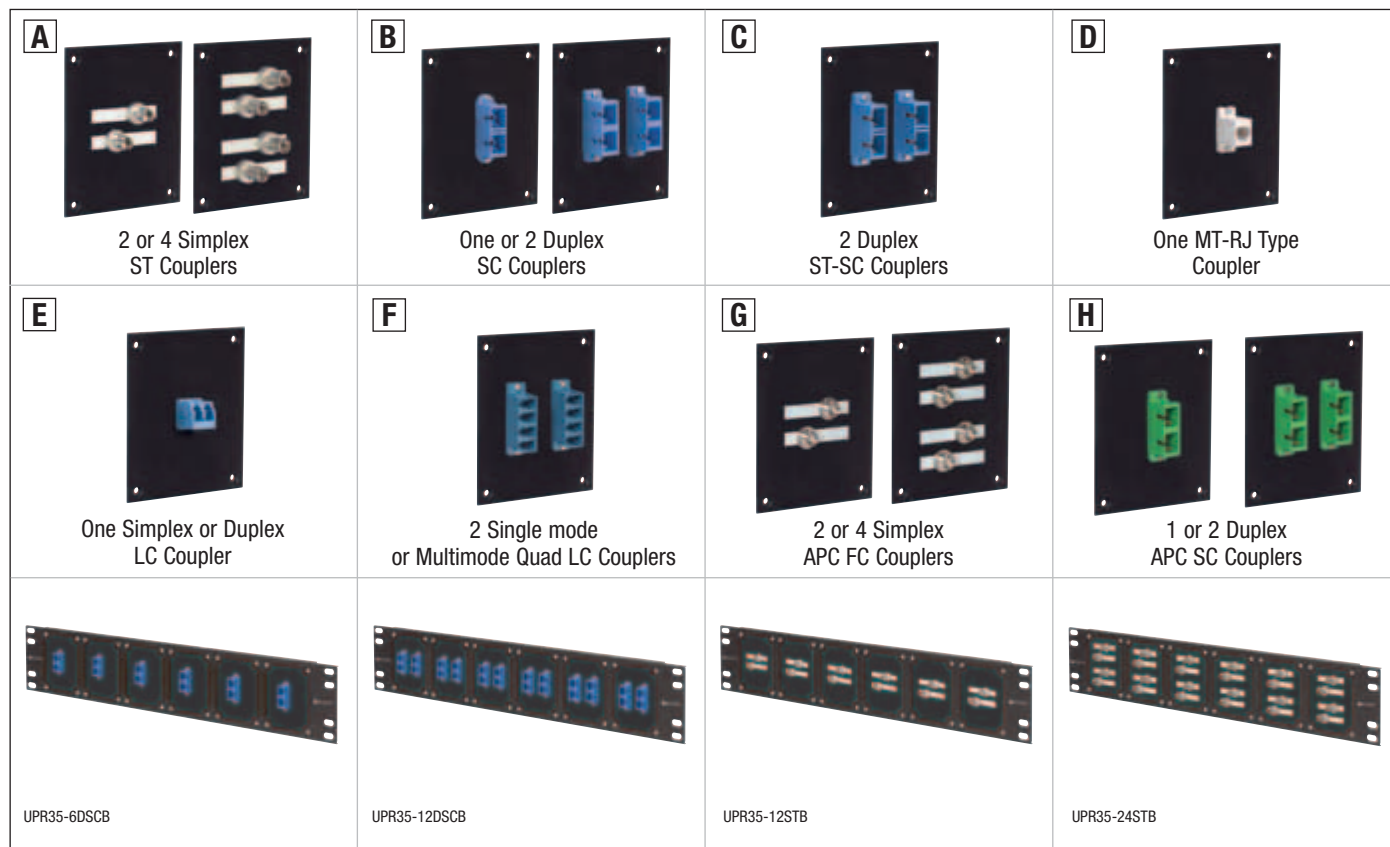 A
2 or 4 Simplex
ST Couplers
B
One or 2 Duplex
SC Couplers
C
2 Duplex
ST-SC Couplers
D
One MT-RJ Type
Coupler
E
One Simplex or Duplex
LC Coupler
F
2 Single mode
or Multimode Quad LC Couplers
G
2 or 4 Simplex
APC FC Couplers
H
1 or 2 Duplex
APC SC Couplers
UPR35-6DSCB
UPR35-12DSCB
UPR35-12STB
UPR35-24STB